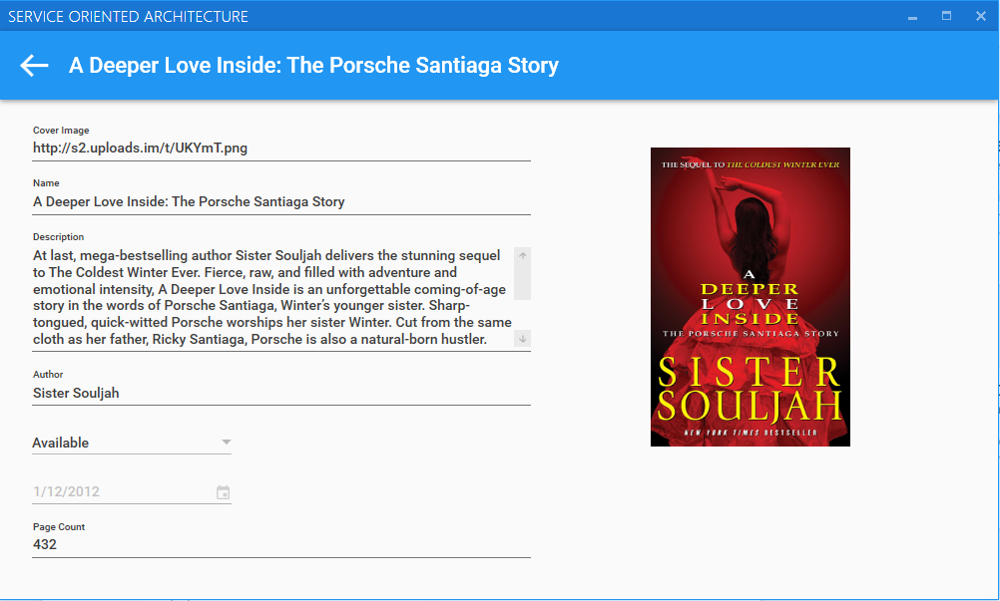 SERVICE ORIENTED ARCHITECTURE
A Deeper Love Inside: The Porsche Santiaga Story
Cover Image
http://s2.uploads.im/t/UKYmT.png
Name
A Deeper Love Inside: The Porsche Santiaga Story
Description
At last, mega-bestselling author Sister Souljah delivers the stunning sequel
to The Coldest Winter Ever. Fierce, raw, and filled with adventure and
emotional intensity, A Deeper Love Inside is an unforgettable coming-of-age
story in the words of Porsche Santiaga, Winter’s younger sister. Sharp-
tongued, quick-witted Porsche worships her sister Winter. Cut from the same
cloth as her father, Ricky Santiaga, Porsche is also a natural-born hustler.
Author
Sister Souljah
Available
1/12/2012
Page Count
432
THE SEQUEL TO THE COLDEST WINTER EVER
A
DEEPER
LOVE
INSIDE
THE PORSCHE SANTIAGA STORY
SISTER
SOULJAH
NEW YORK TIMES BESTSELLER